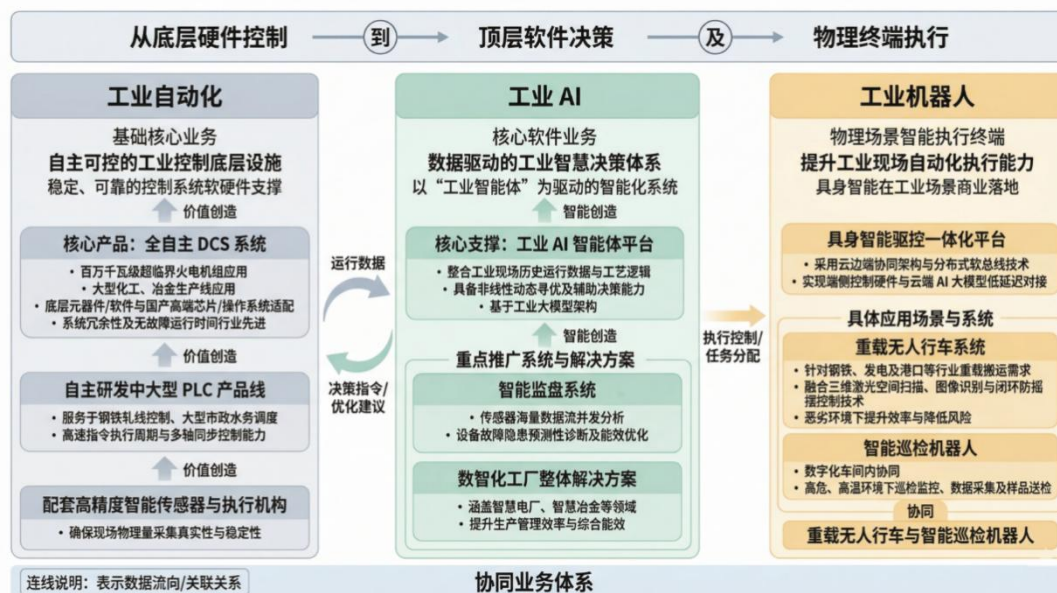 从底层硬件控制 到 顶层软件决策 及 物理终端执行
工业自动化
基础核心业务
自主可控的工业控制底层设施
稳定、可靠的控制系统软硬件支撑
价值创造
核心产品：全自主 DCS 系统
• 百万千瓦级超临界火电机组应用
• 大型化工、冶金生产线应用
• 底层元器件/软件与国产高端芯片/操作系统适配
• 系统冗余性及无故障运行时间行业先进
价值创造
自主研发中大型 PLC 产品线
• 服务于钢铁轧线控制、大型市政水务调度
• 高速指令执行周期与多轴同步控制能力
价值创造
配套高精度智能传感器与执行机构
• 确保现场物理量采集真实性与稳定性
运行数据
决策指令/
优化建议
工业 AI
核心软件业务
数据驱动的工业智慧决策体系
以“工业智能体”为驱动的智能化系统
智能创造
核心支撑：工业 AI 智能体平台
• 整合工业现场历史运行数据与工艺逻辑
• 具备非线性动态寻优及辅助决策能力
• 基于工业大模型架构
智能创造
重点推广系统与解决方案
智能监盘系统
• 传感器海量数据流并发分析
• 设备故障隐患预测性诊断及能效优化
数智化工厂整体解决方案
• 涵盖智慧电厂、智慧冶金等领域
• 提升生产管理效率与综合能效
执行控制/
任务分配
工业机器人
物理场景智能执行终端
提升工业现场自动化执行能力
具身智能在工业场景商业落地
具身智能驱控一体化平台
• 采用云边端协同架构与分布式软总线技术
• 实现端侧控制硬件与云端 AI 大模型低延迟对接
具体应用场景与系统
重载无人行车系统
• 针对钢铁、发电及港口等行业重载搬运需求
• 融合三维激光空间扫描、图像识别与闭环防摇
摆控制技术
• 恶劣环境下提升效率与降低风险
智能巡检机器人
• 数字化车间内协同
• 高危、高温环境下巡检监控、数据采集及样品送检
协同
重载无人行车与智能巡检机器人
连线说明：表示数据流向/关联关系
协同业务体系